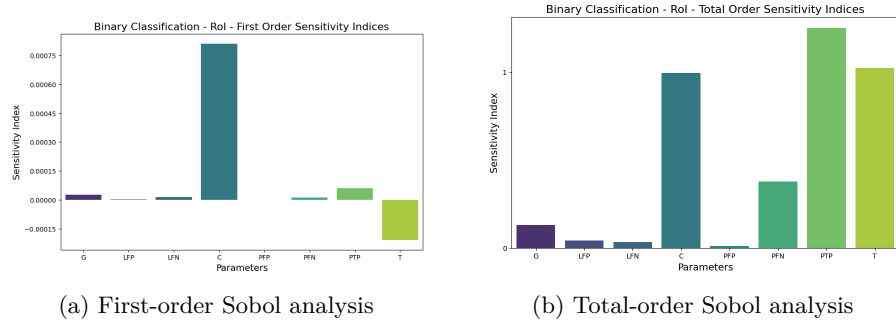 Binary Classification - RoI - First Order Sensitivity Indices
Sensitivity Index
0.00075
0.00060
0.00045
0.00030
0.00015
0.00000
−0.00015
G LFP LFN C PFP PFN PTP T
Parameters
(a) First-order Sobol analysis
Binary Classification - RoI - Total Order Sensitivity Indices
Sensitivity Index
1
0
G LFP LFN C PFP PFN PTP T
Parameters
(b) Total-order Sobol analysis